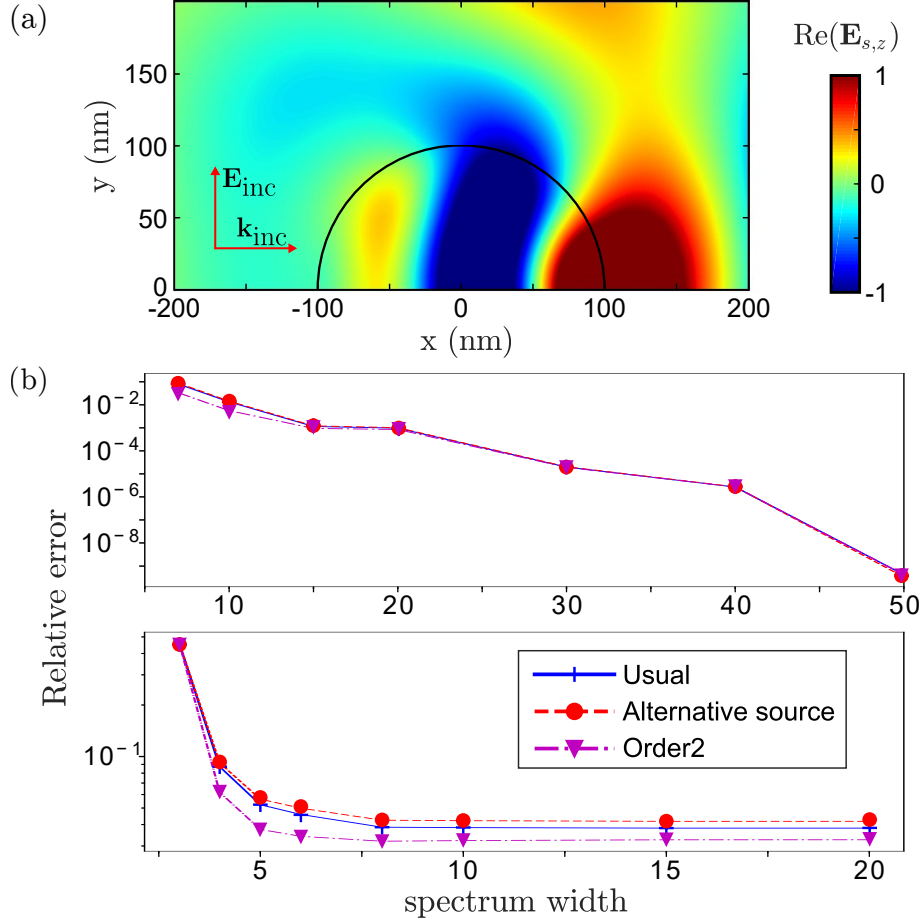 (a)
Re(E_{s,z})
y (nm)
150
100
50
0
E_inc
k_inc
-200
-100
0
100
200
x (nm)
1
0
-1
(b)
Relative error
10^{-2}
10^{-4}
10^{-6}
10^{-8}
10
20
30
40
50
10^{-1}
Usual
Alternative source
Order2
5
10
15
20
spectrum width